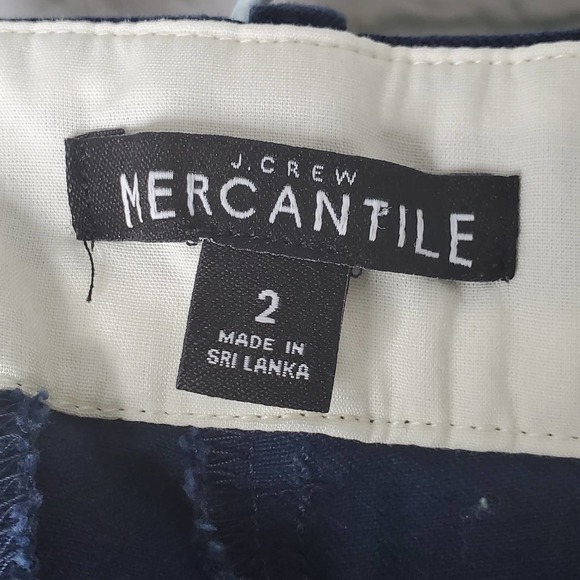 J.CREW
MERCANTILE
2
MADE IN
SRI LANKA